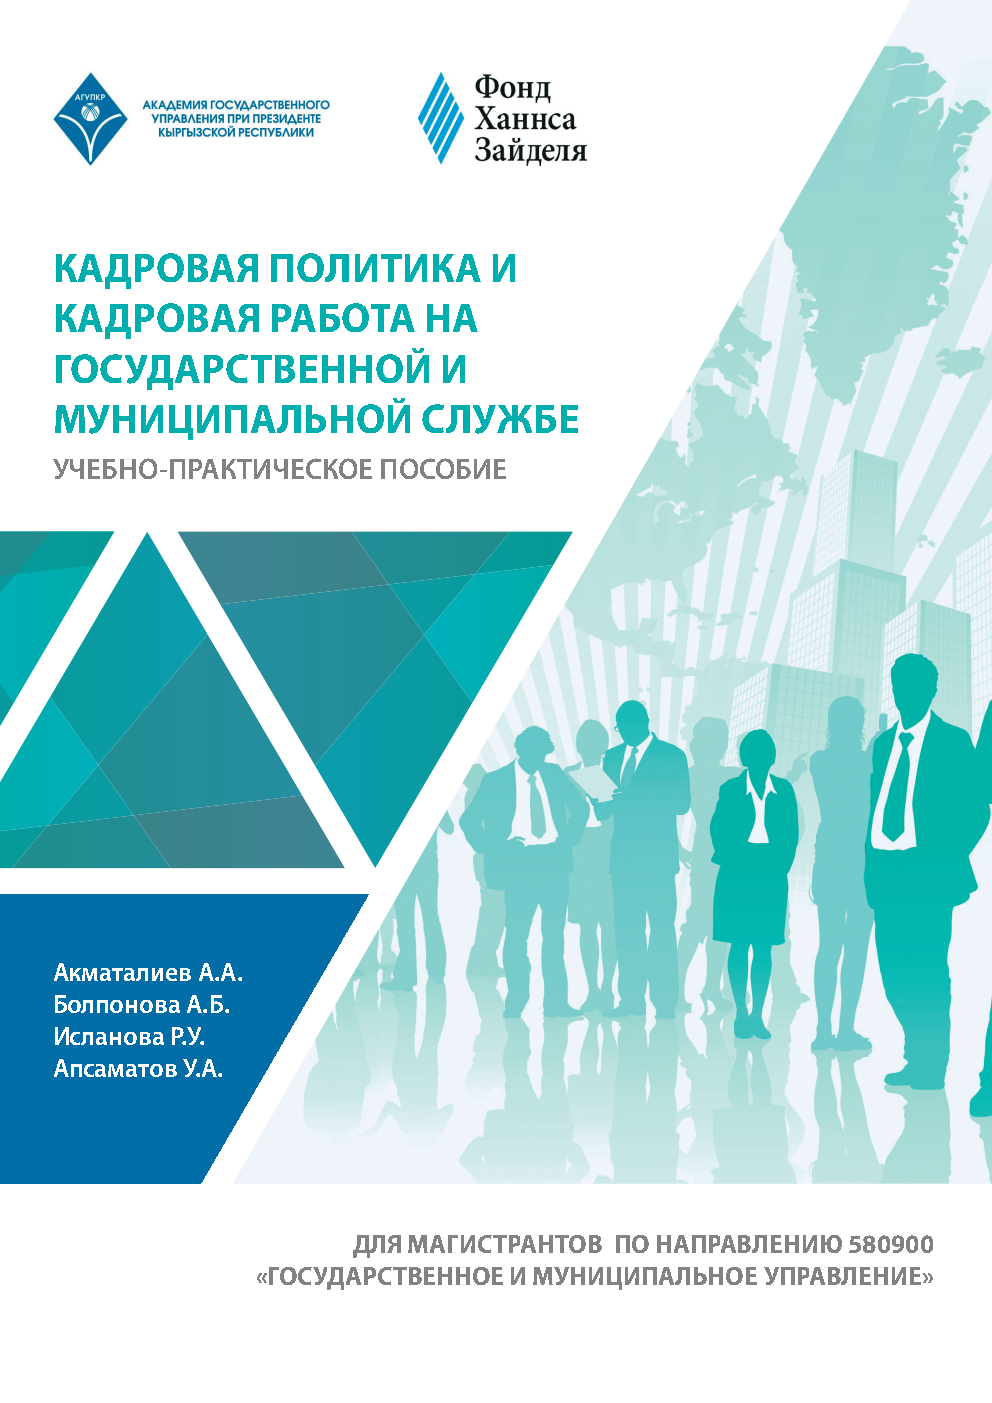 АГУПКР
АКАДЕМИЯ ГОСУДАРСТВЕННОГО
УПРАВЛЕНИЯ ПРИ ПРЕЗИДЕНТЕ
КЫРГЫЗСКОЙ РЕСПУБЛИКИ
Фонд
Ханнса
Зайделя
КАДРОВАЯ ПОЛИТИКА И
КАДРОВАЯ РАБОТА НА
ГОСУДАРСТВЕННОЙ И
МУНИЦИПАЛЬНОЙ СЛУЖБЕ
УЧЕБНО-ПРАКТИЧЕСКОЕ ПОСОБИЕ
Акматалиев А.А.
Болпонова А.Б.
Исланова Р.У.
Апсаматов У.А.
ДЛЯ МАГИСТРАНТОВ ПО НАПРАВЛЕНИЮ 580900
«ГОСУДАРСТВЕННОЕ И МУНИЦИПАЛЬНОЕ УПРАВЛЕНИЕ»